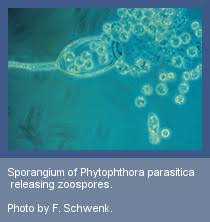 Sporangium of Phytophthora parasitica
releasing zoospores.
Photo by F. Schwenk.